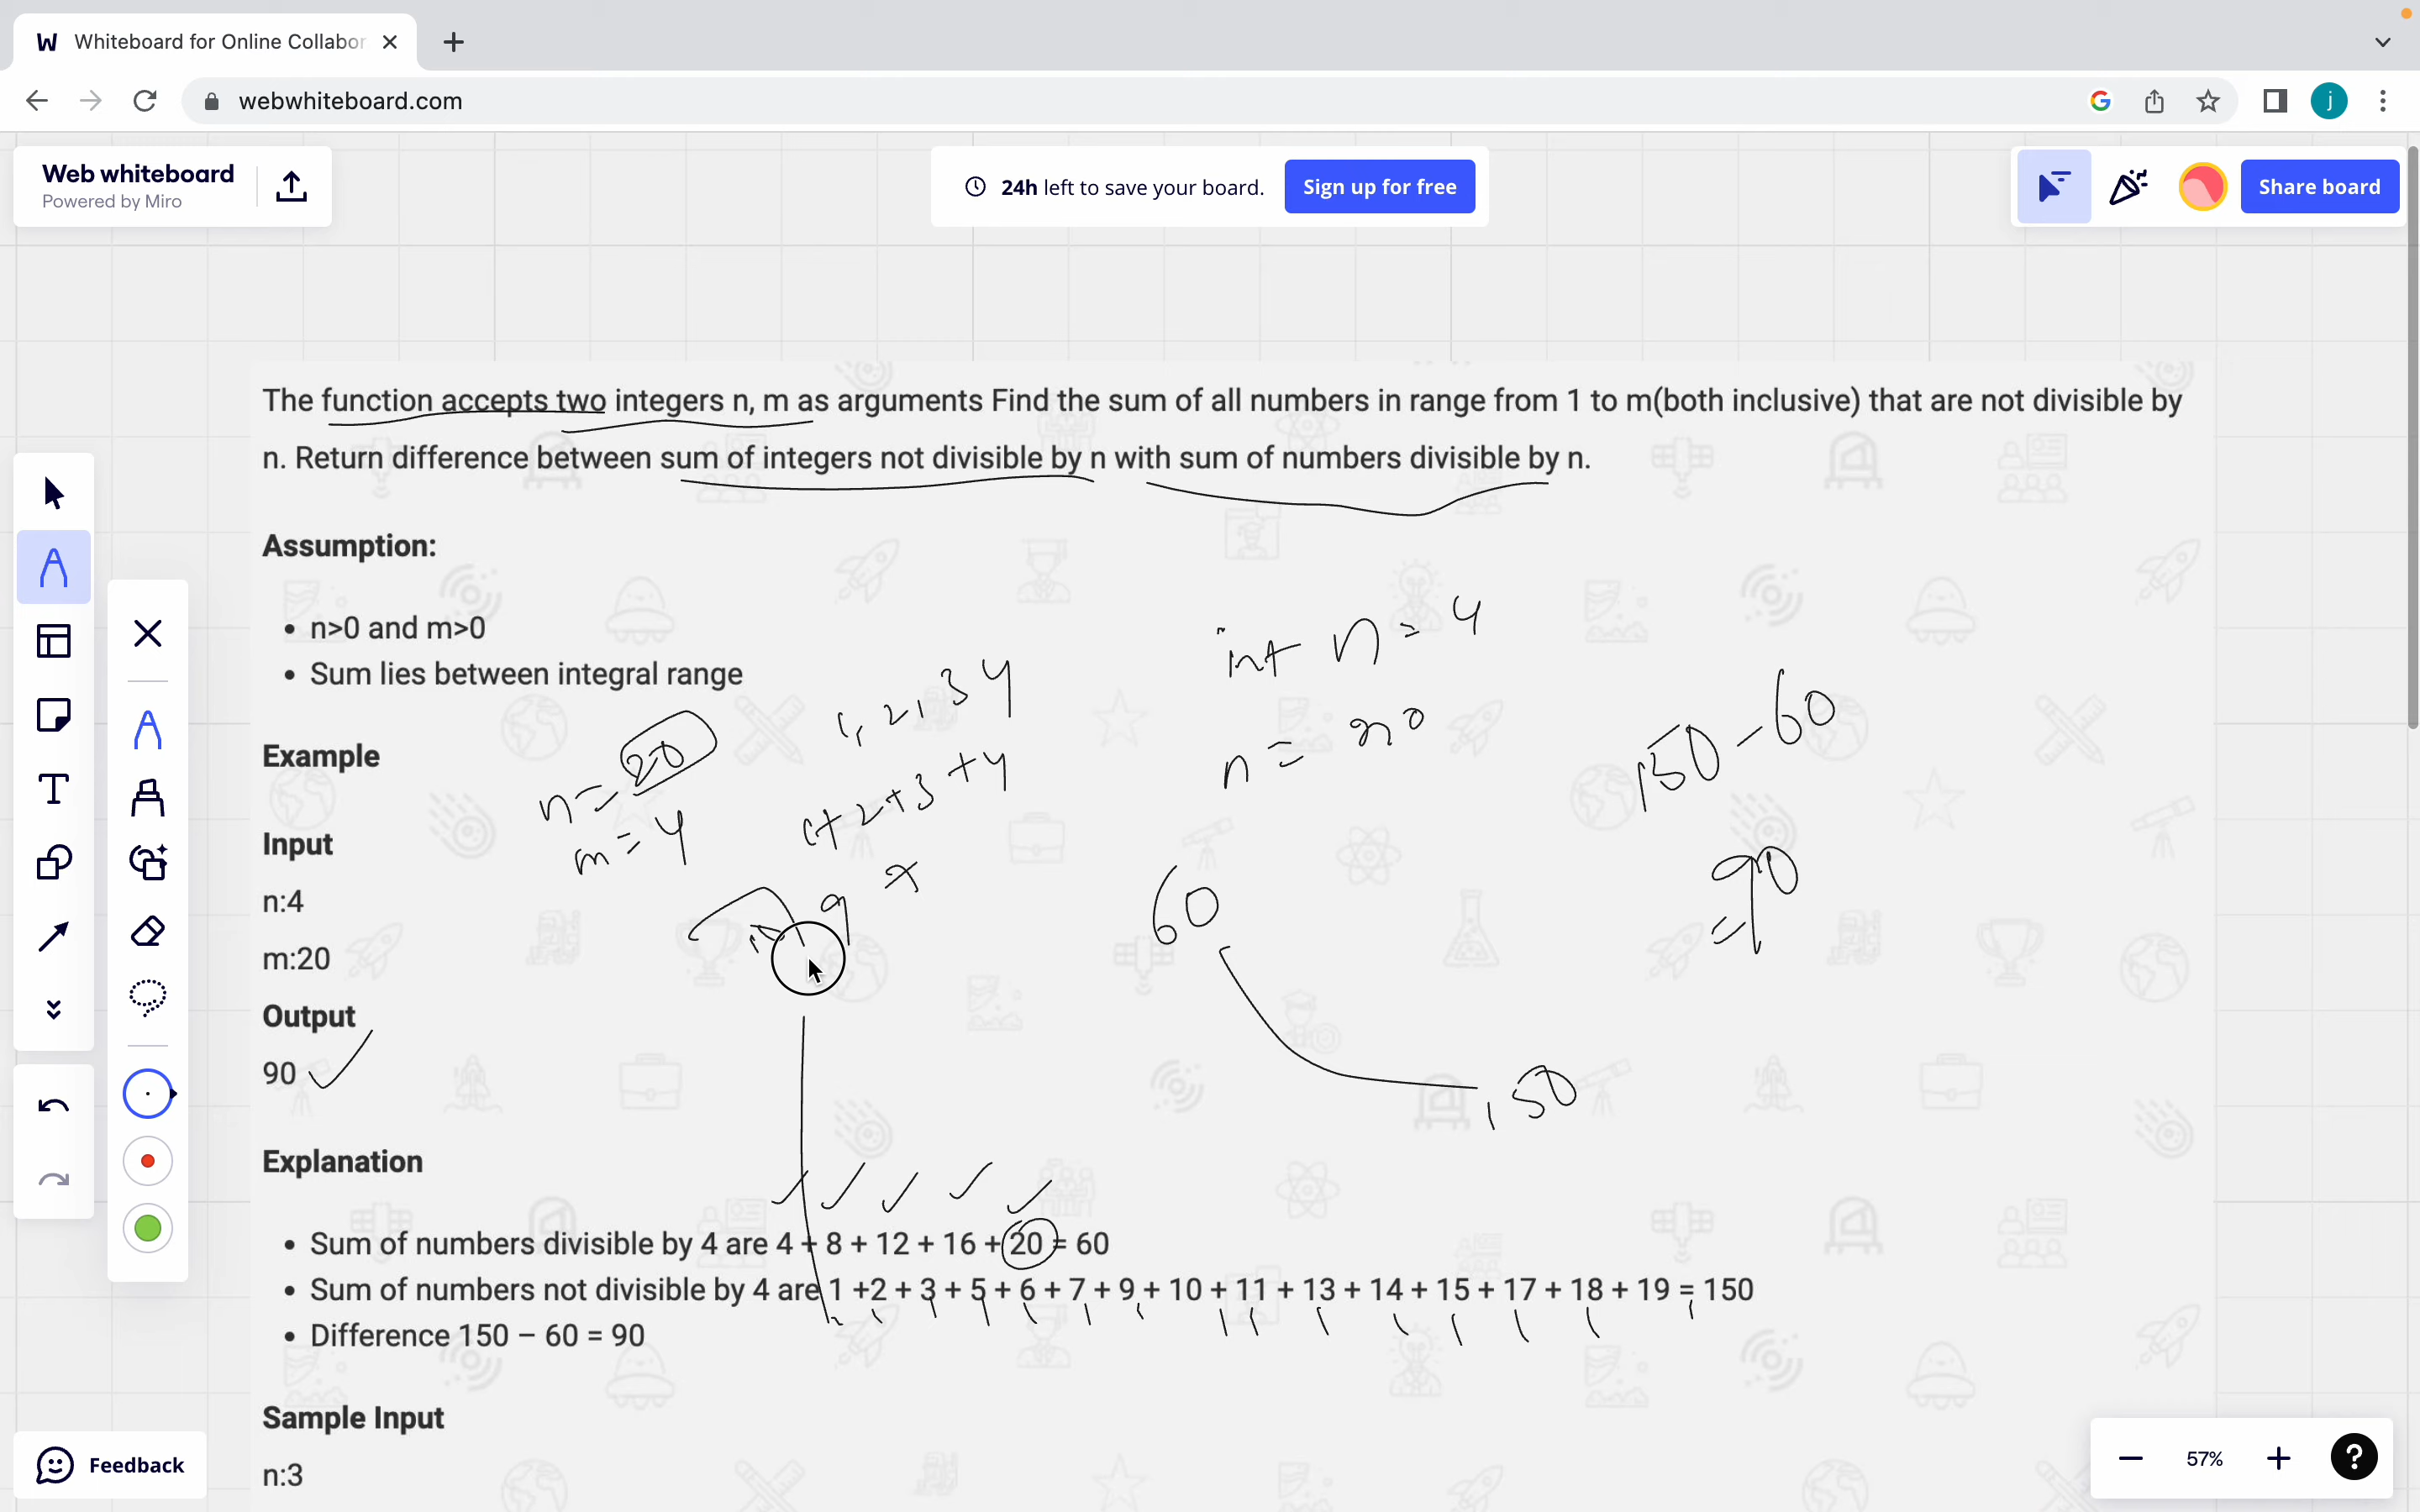 Whiteboard for Online Collabor
webwhiteboard.com
j
Web whiteboard
Powered by Miro
24h left to save your board.
Sign up for free
Share board
The function accepts two integers n, m as arguments Find the sum of all numbers in range from 1 to m(both inclusive) that are not divisible by
n. Return difference between sum of integers not divisible by n with sum of numbers divisible by n.
Assumption:
• n>0 and m>0
• Sum lies between integral range
int n = 4
1, 2, 3 4
150 - 60
Example
n = 20
1+2+3+4
n =
m = 4
Input
= 90
n:4
60
m:20
Output
90
150
Explanation
• Sum of numbers divisible by 4 are 4 + 8 + 12 + 16 + 20 = 60
• Sum of numbers not divisible by 4 are 1 +2 + 3 + 5 + 6 + 7 + 9 + 10 + 11 + 13 + 14 + 15 + 17 + 18 + 19 = 150
• Difference 150 – 60 = 90
Sample Input
n:3
Feedback
57%